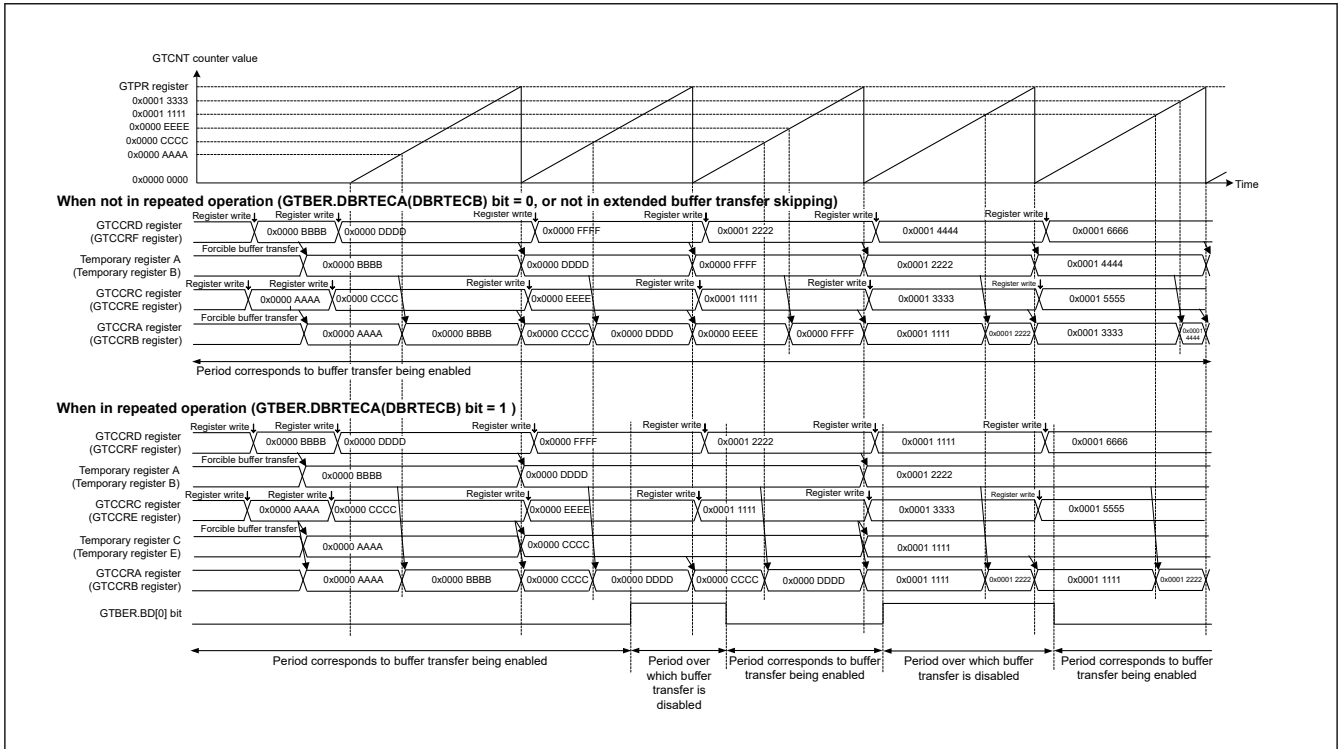 GTCNT counter value
GTPR register
0x0001 3333
0x0001 1111
0x0000 EEEE
0x0000 CCCC
0x0000 AAAA
0x0000 0000
Time
When not in repeated operation (GTBER.DBRTECA(DBRTECB) bit = 0, or not in extended buffer transfer skipping)
Register write Register write Register write Register write Register write Register write
GTCCRD register
(GTCCRF register)
0x0000 BBBB 0x0000 DDDD 0x0000 FFFF 0x0001 2222 0x0001 4444 0x0001 6666
Forcible buffer transfer
Temporary register A
(Temporary register B)
0x0000 BBBB 0x0000 DDDD 0x0000 FFFF 0x0001 2222 0x0001 4444
Register write Register write Register write Register write Register write Register write
GTCCRC register
(GTCCRE register)
0x0000 AAAA 0x0000 CCCC 0x0000 EEEE 0x0001 1111 0x0001 3333 0x0001 5555
Forcible buffer transfer
GTCCRA register
(GTCCRB register)
0x0000 AAAA 0x0000 BBBB 0x0000 CCCC 0x0000 DDDD 0x0000 EEEE 0x0000 FFFF 0x0001 1111 0x0001 2222 0x0001 3333 0x0001 4444
Period corresponds to buffer transfer being enabled
When in repeated operation (GTBER.DBRTECA(DBRTECB) bit = 1 )
Register write Register write Register write Register write Register write Register write
GTCCRD register
(GTCCRF register)
0x0000 BBBB 0x0000 DDDD 0x0000 FFFF 0x0001 2222 0x0001 1111 0x0001 6666
Forcible buffer transfer
Temporary register A
(Temporary register B)
0x0000 BBBB 0x0000 DDDD 0x0001 2222
Register write Register write Register write Register write Register write Register write
GTCCRC register
(GTCCRE register)
0x0000 AAAA 0x0000 CCCC 0x0000 EEEE 0x0001 1111 0x0001 3333 0x0001 5555
Forcible buffer transfer
Temporary register C
(Temporary register E)
0x0000 AAAA 0x0000 CCCC 0x0001 1111
GTCCRA register
(GTCCRB register)
0x0000 AAAA 0x0000 BBBB 0x0000 CCCC 0x0000 DDDD 0x0000 CCCC 0x0000 DDDD 0x0001 1111 0x0001 2222 0x0001 1111 0x0001 2222
GTBER.BD[0] bit
Period corresponds to buffer transfer being enabled
Period over
which buffer
transfer is
disabled
Period corresponds to buffer
transfer being enabled
Period over which buffer
transfer is disabled
Period corresponds to buffer
transfer being enabled